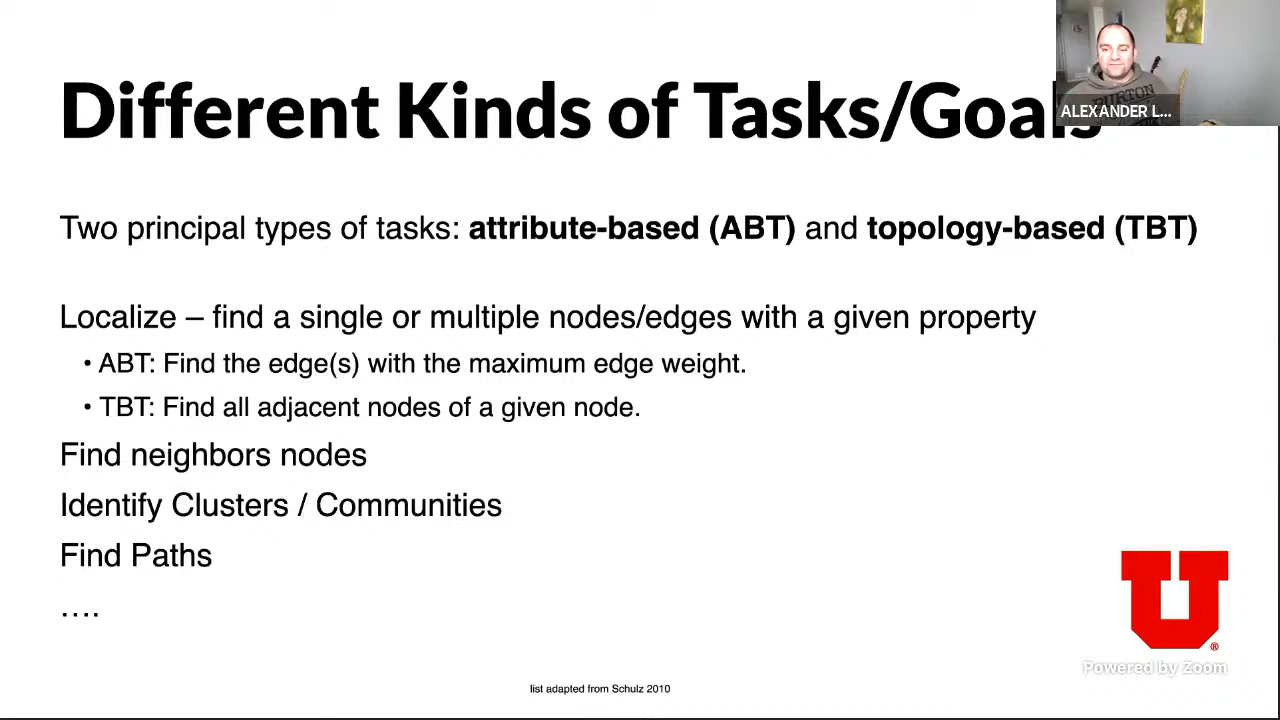 Different Kinds of Tasks/Goals
ALEXANDER L...
Two principal types of tasks: attribute-based (ABT) and topology-based (TBT)
Localize – find a single or multiple nodes/edges with a given property
• ABT: Find the edge(s) with the maximum edge weight.
• TBT: Find all adjacent nodes of a given node.
Find neighbors nodes
Identify Clusters / Communities
Find Paths
....
U ®
Powered by Zoom
list adapted from Schulz 2010